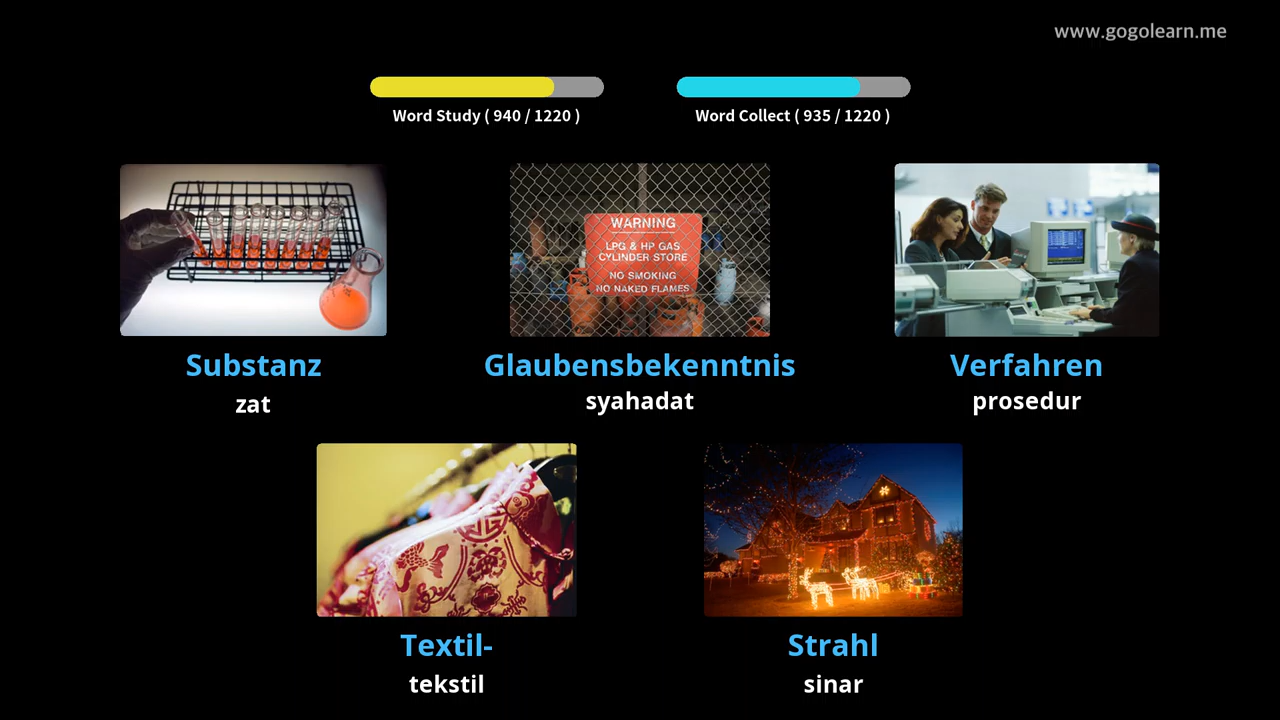 www.gogolearn.me
Word Study ( 940 / 1220 )
Word Collect ( 935 / 1220 )
WARNING
LPG & HP GAS
CYLINDER STORE
NO SMOKING
NO NAKED FLAMES
Substanz
zat
Glaubensbekenntnis
syahadat
Verfahren
prosedur
Textil-
tekstil
Strahl
sinar